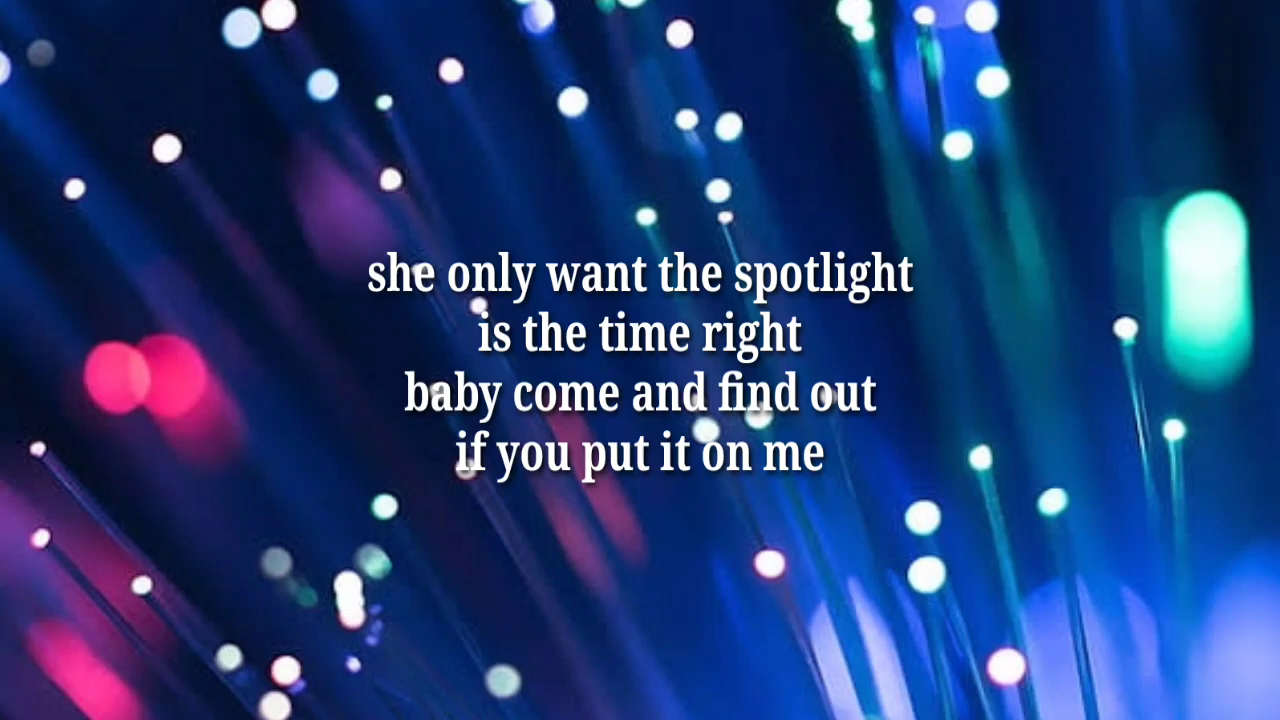 she only want the spotlight
is the time right
baby come and find out
if you put it on me